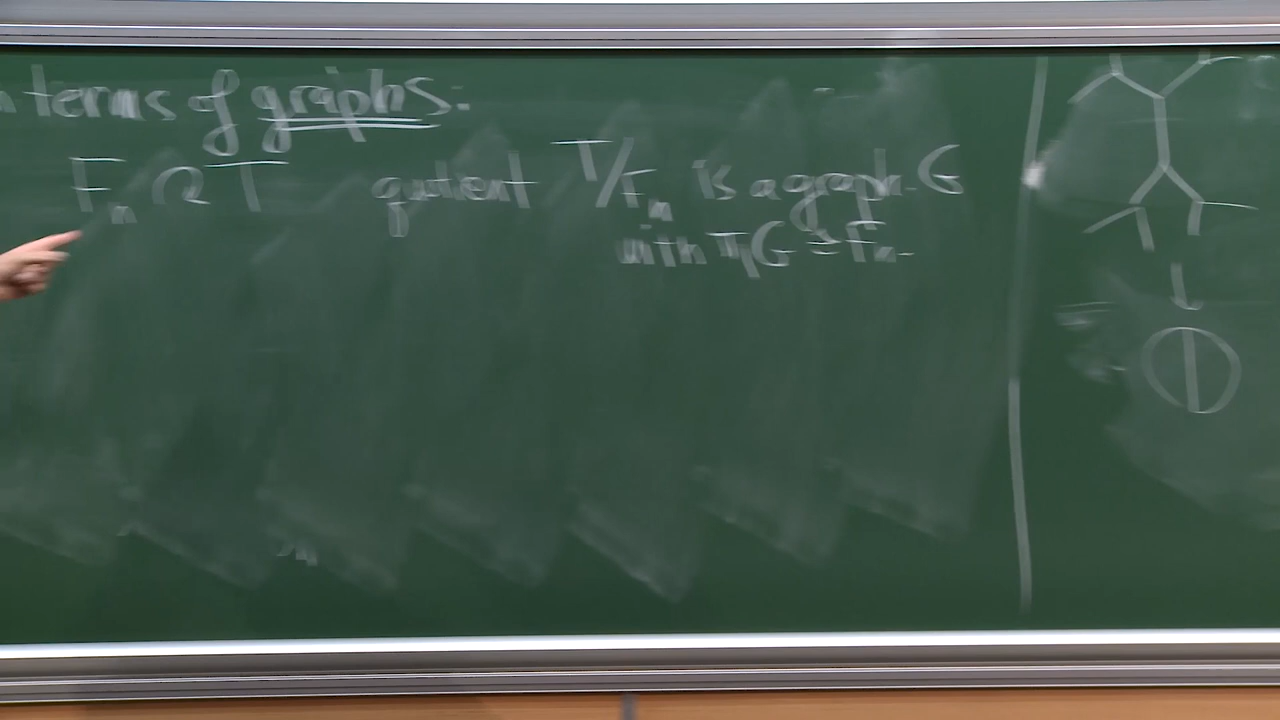 terms of graphs:
Fn ↻ T quotient T/Fn is a graph G
with π₁G ≅ Fn.